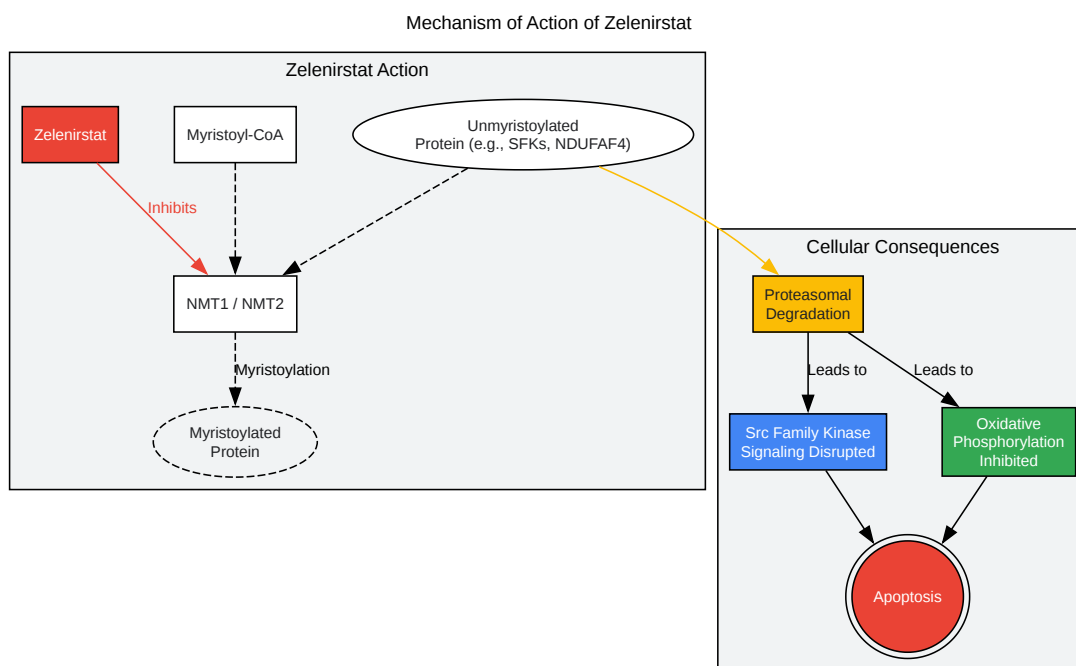 Mechanism of Action of Zelenirstat
Zelenirstat Action
Zelenirstat
Myristoyl-CoA
Unmyristoylated
Protein (e.g., SFKs, NDUFAF4)
Inhibits
NMT1 / NMT2
Myristoylation
Myristoylated
Protein
Cellular Consequences
Proteasomal
Degradation
Leads to
Leads to
Src Family Kinase
Signaling Disrupted
Oxidative
Phosphorylation
Inhibited
Apoptosis